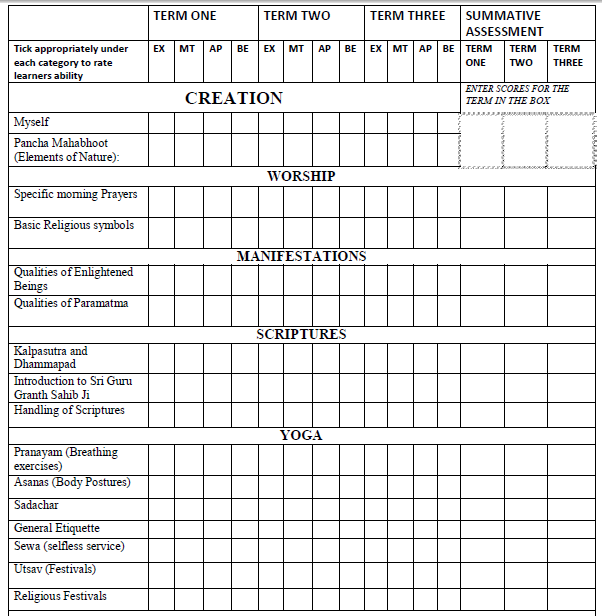 TERM ONE TERM TWO TERM THREE SUMMATIVE
ASSESSMENT
Tick appropriately under EX MT AP BE EX MT AP BE EX MT AP BE TERM TERM TERM
each category to rate ONE TWO THREE
learners ability
CREATION ENTER SCORES FOR THE
TERM IN THE BOX
Myself
Pancha Mahabhoot
(Elements of Nature):
WORSHIP
Specific morning Prayers
Basic Religious symbols
MANIFESTATIONS
Qualities of Enlightened
Beings
Qualities of Paramatma
SCRIPTURES
Kalpasutra and
Dhammapad
Introduction to Sri Guru
Granth Sahib Ji
Handling of Scriptures
YOGA
Pranayam (Breathing
exercises)
Asanas (Body Postures)
Sadachar
General Etiquette
Sewa (selfless service)
Utsav (Festivals)
Religious Festivals